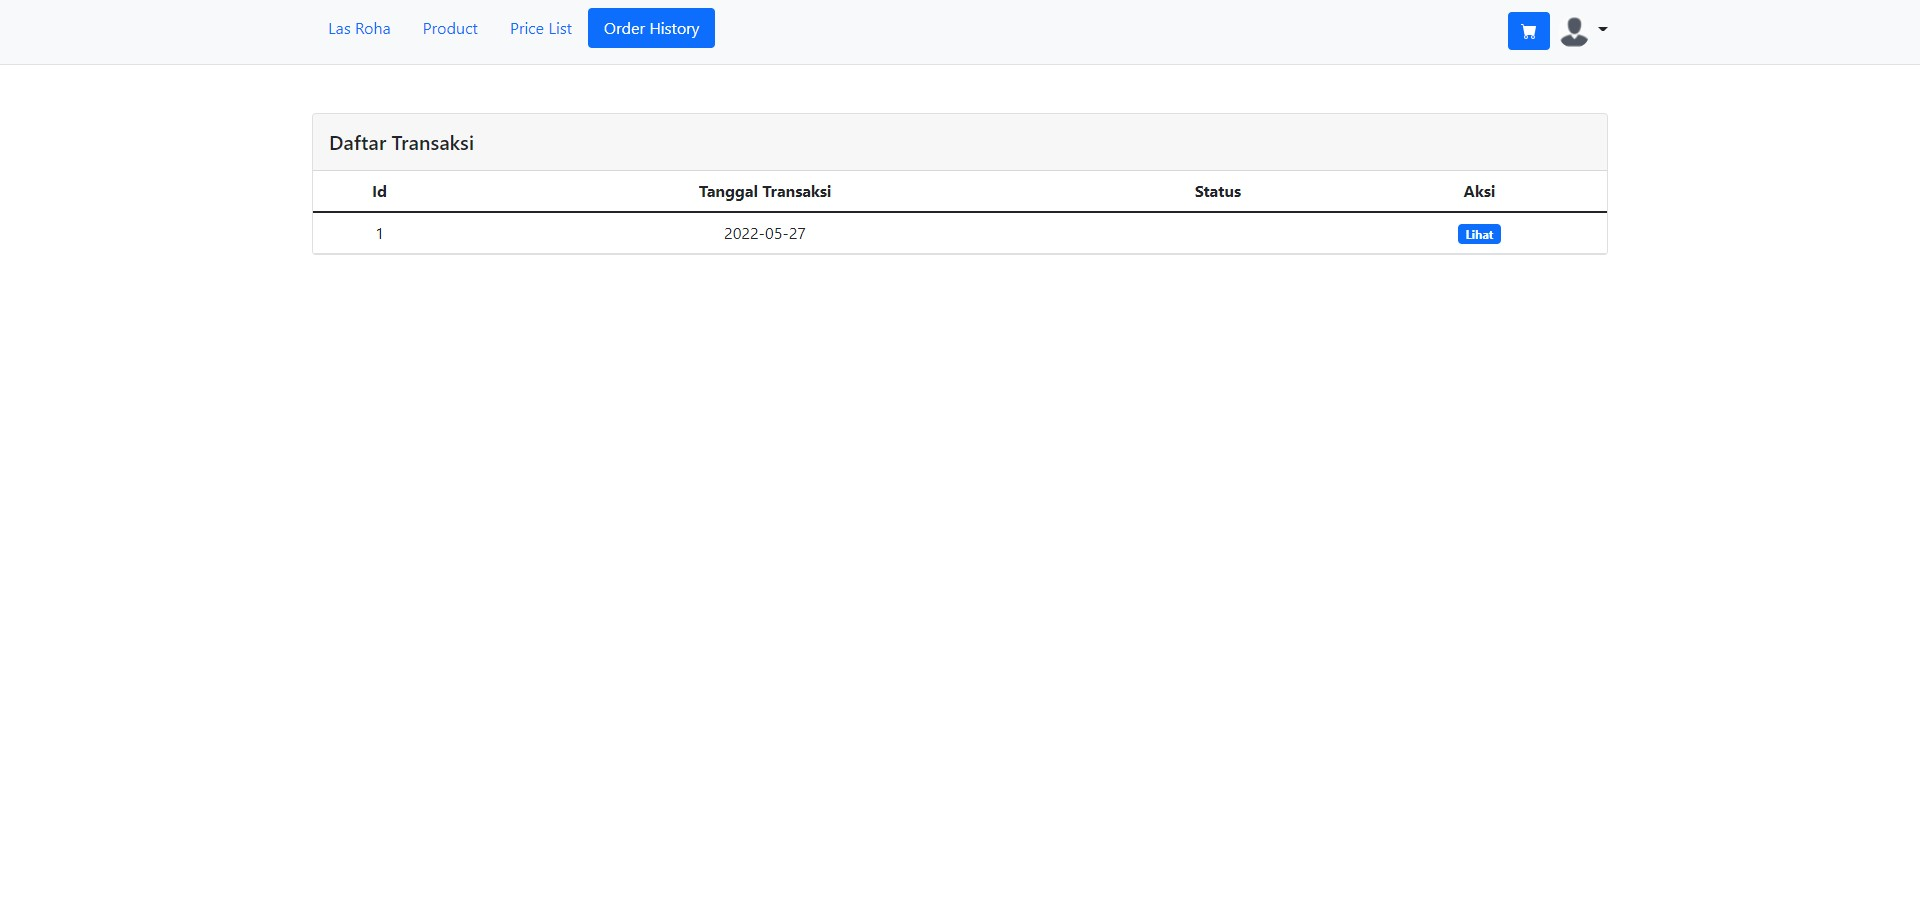 Las Roha Product Price List Order History
Daftar Transaksi
Id Tanggal Transaksi Status Aksi
1 2022-05-27 Lihat